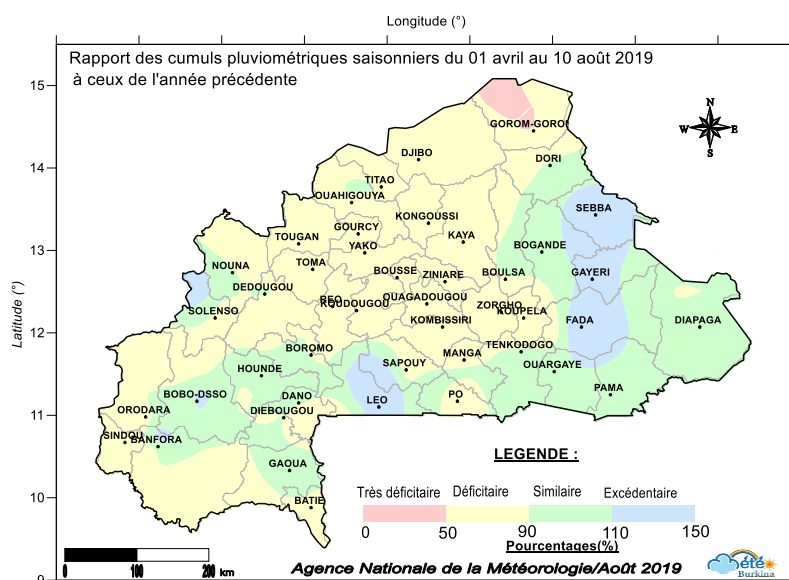 Longitude (°)
Rapport des cumuls pluviométriques saisonniers du 01 avril au 10 août 2019
à ceux de l'année précédente
15
N
W E
S
GOROM-GOROM
DJIBO
DORI
14
TITAO
OUAHIGOUYA
SEBBA
KONGOUSSI
GOURCY
TOUGAN
KAYA
YAKO
BOGANDE
13
NOUNA
TOMA
BOUSSE
ZINIARE
BOULSA
GAYERI
DEDOUGOU
REO
KOUDOUGOU
OUAGADOUGOU
ZORGHO
KOUPELA
SOLENSO
KOMBISSIRI
FADA
DIAPAGA
12
Latitude (°)
BOROMO
MANGA
TENKODOGO
HOUNDE
SAPOUY
OUARGAYE
BOBO-DSSO
DANO
LEO
PO
PAMA
ORODARA
DIEBOUGOU
11
SINDOU
BANFORA
GAOUA
LEGENDE :
BATIE
10
Très déficitaire Déficitaire Similaire Excédentaire
0 50 90 110 150
Pourcentages(%)
0 100 200 km
Agence Nationale de la Météorologie/Août 2019
été
Burkina
9